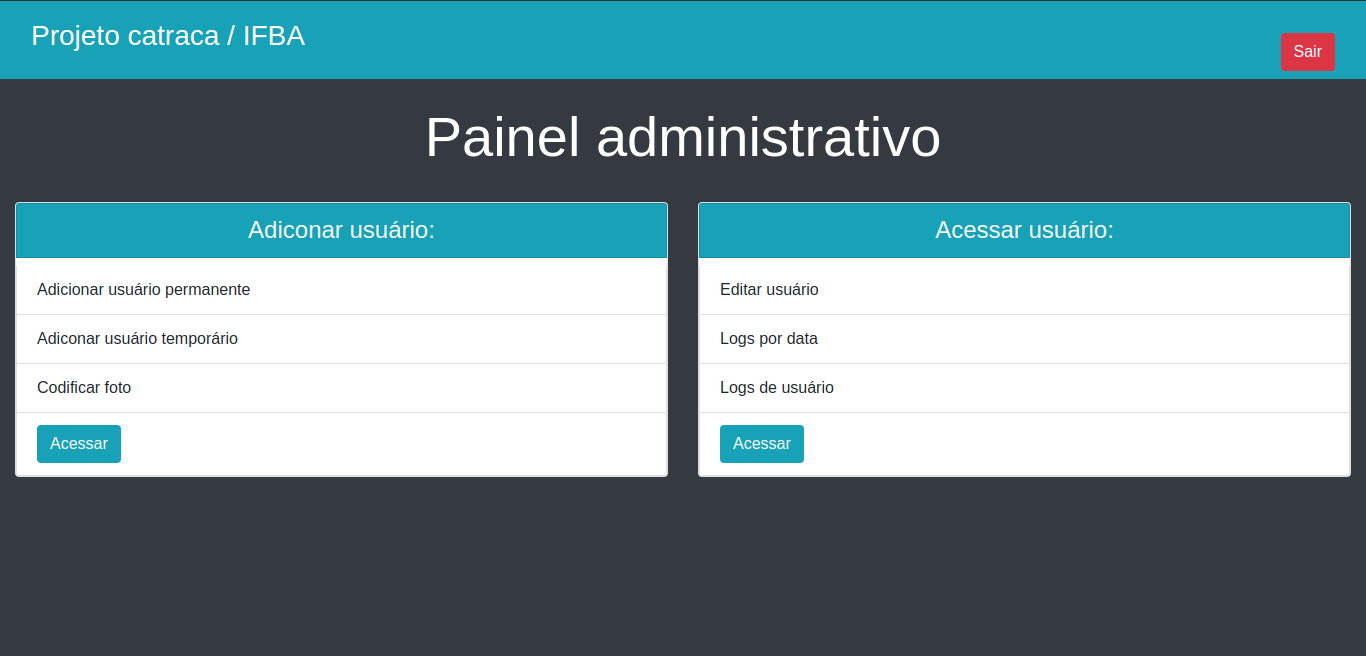 Projeto catraca / IFBA
Sair
Painel administrativo
Adiconar usuário:
Adicionar usuário permanente
Adiconar usuário temporário
Codificar foto
Acessar
Acessar usuário:
Editar usuário
Logs por data
Logs de usuário
Acessar